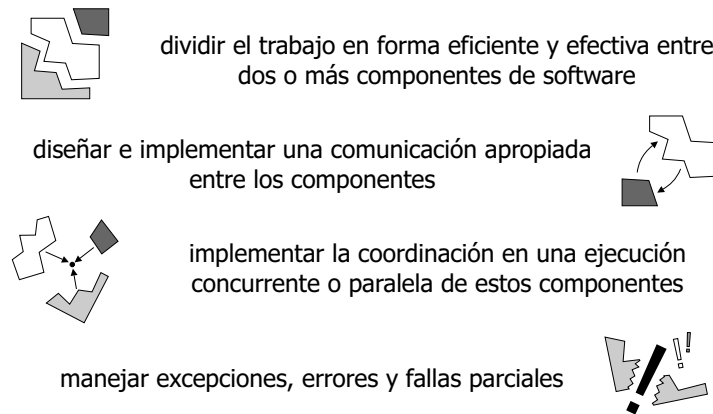 dividir el trabajo en forma eficiente y efectiva entre
dos o más componentes de software
diseñar e implementar una comunicación apropiada
entre los componentes
implementar la coordinación en una ejecución
concurrente o paralela de estos componentes
manejar excepciones, errores y fallas parciales